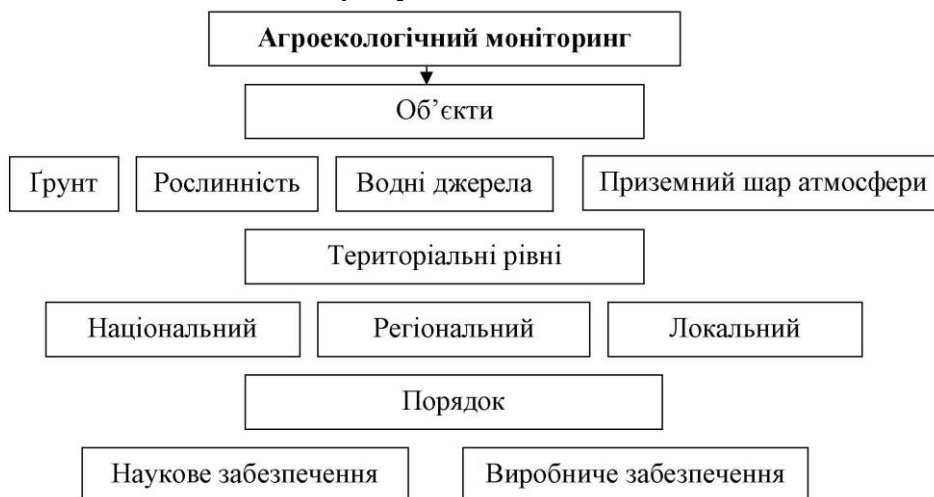 Агроекологічний моніторинг
Об’єкти
Ґрунт
Рослинність
Водні джерела
Приземний шар атмосфери
Територіальні рівні
Національний
Регіональний
Локальний
Порядок
Наукове забезпечення
Виробниче забезпечення